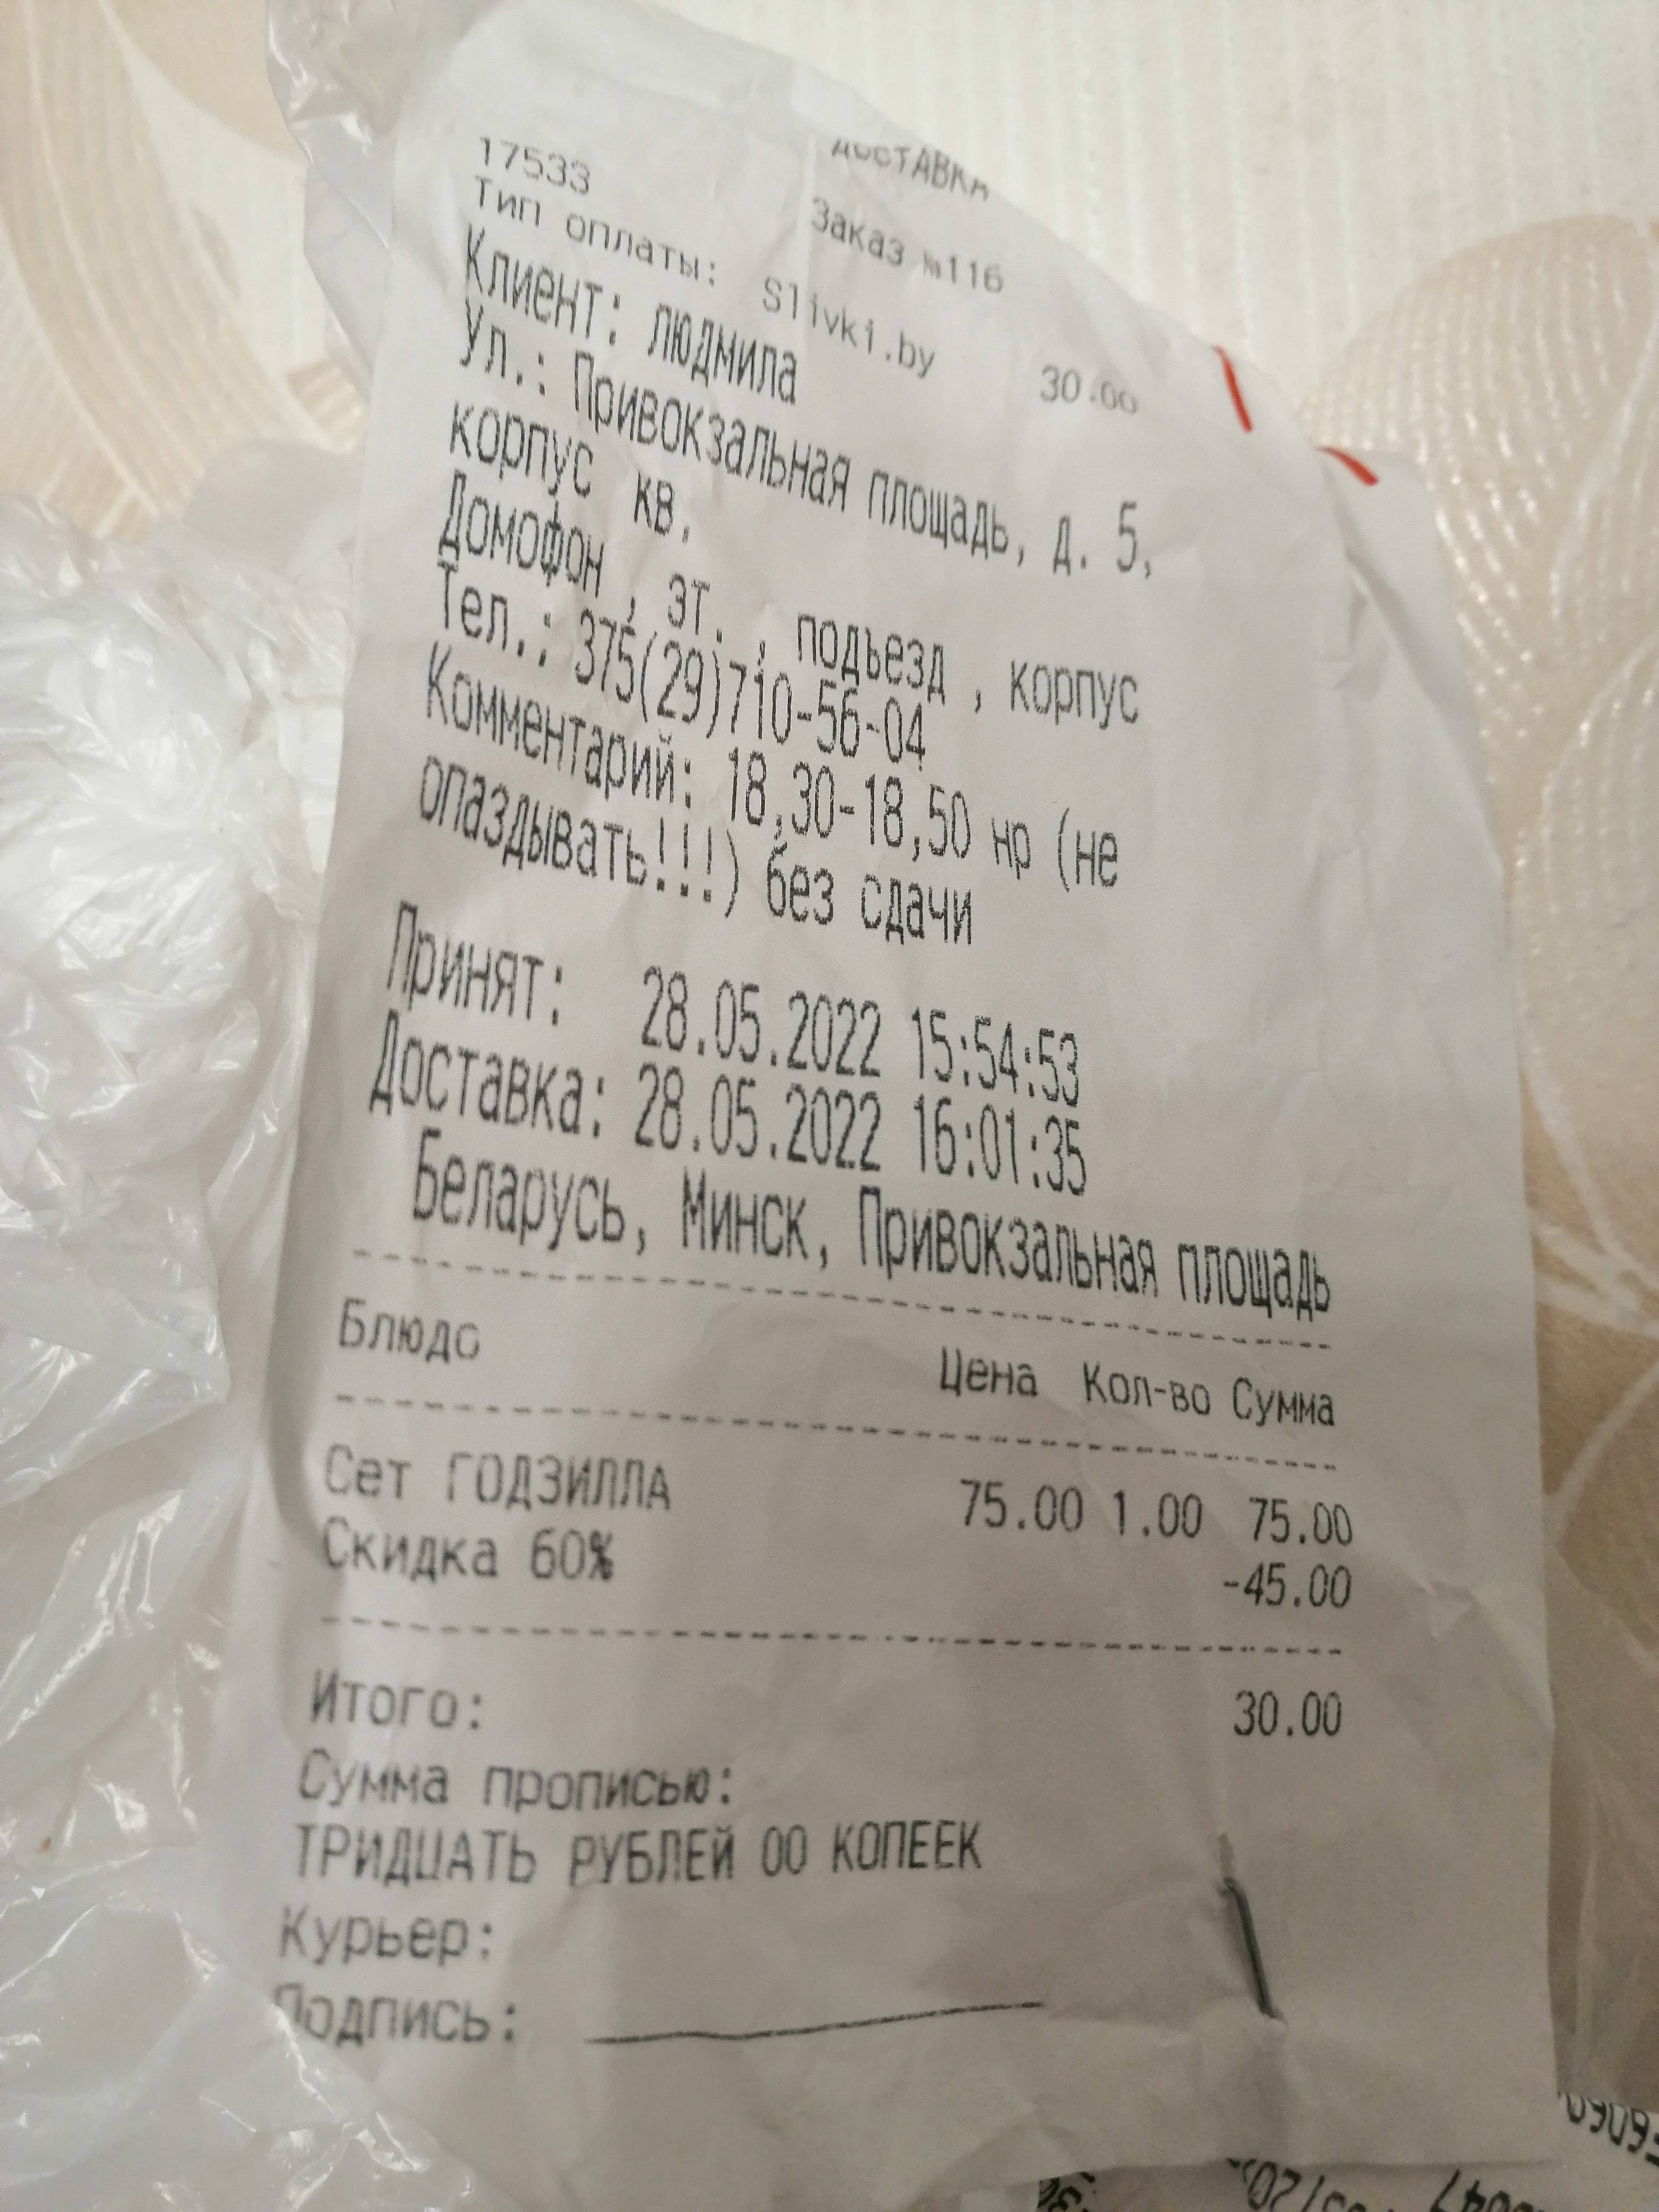 ДОСТАВКА
17533 Заказ №116
Тип оплаты: Slivki.by 30.00
Клиент: людмила
Ул.: Привокзальная площадь, д. 5,
корпус кв.
Домофон , эт. , подьезд , корпус
Тел.: 375(29)710-56-04
Комментарий: 18,30-18,50 нр (не
опаздывать!!!) без сдачи
Принят: 28.05.2022 15:54:53
Доставка: 28.05.2022 16:01:35
Беларусь, Минск, Привокзальная площадь
Блюдо Цена Кол-во Сумма
Сет ГОДЗИЛЛА 75.00 1.00 75.00
Скидка 60% -45.00
Итого: 30.00
Сумма прописью:
ТРИДЦАТЬ РУБЛЕЙ 00 КОПЕЕК
Курьер:
Подпись: